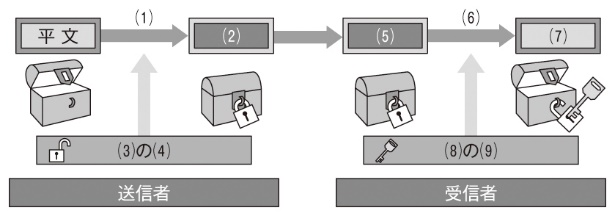 平文
(1)
(2)
(5)
(6)
(7)
(3)の(4)
(8)の(9)
送信者
受信者